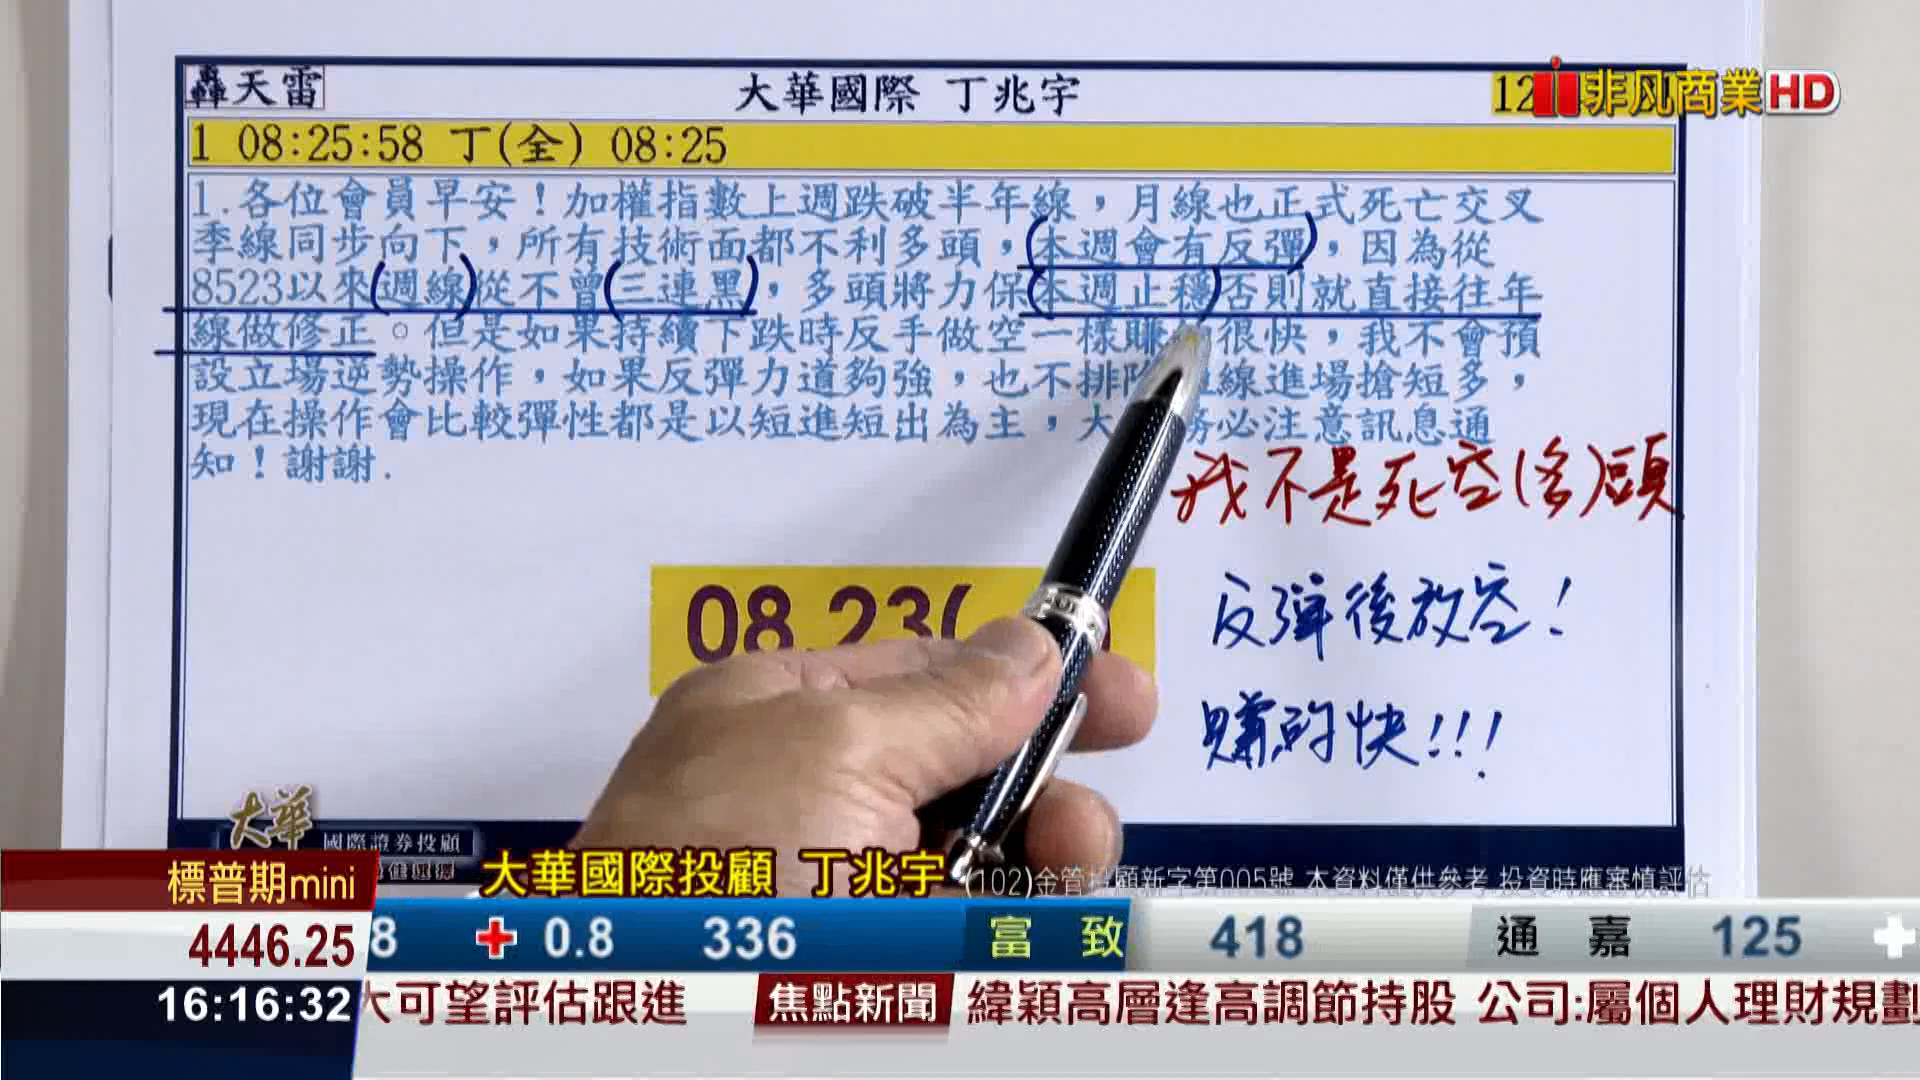 轟天雷
大華國際 丁兆宇
12
非凡商業HD
1 08:25:58 丁(全) 08:25
1.各位會員早安！加權指數上週跌破半年線，月線也正式死亡交叉
季線同步向下，所有技術面都不利多頭，(本週會有反彈)，因為從
8523以來(週線)從不曾(三連黑)，多頭將力保(本週止穩)否則就直接往年
線做修正。但是如果持續下跌時反手做空一樣賺 很快，我不會預
設立場逆勢操作，如果反彈力道夠強，也不排 線進場搶短多，
現在操作會比較彈性都是以短進短出為主，大 務必注意訊息通
知！謝謝.
我不是死空(多)頭
08.23(
反彈後放空！
賺的快!!!
大華
國際證券投顧
佳選擇
標普期mini
大華國際投顧 丁兆宇
(102)金管 顧新字第005號 本資料僅供參考 投資時應審慎評估
4446.25
8 + 0.8 336 富致 418 通嘉 125
16:16:32
大可望評估跟進 焦點新聞 緯穎高層逢高調節持股 公司:屬個人理財規劃